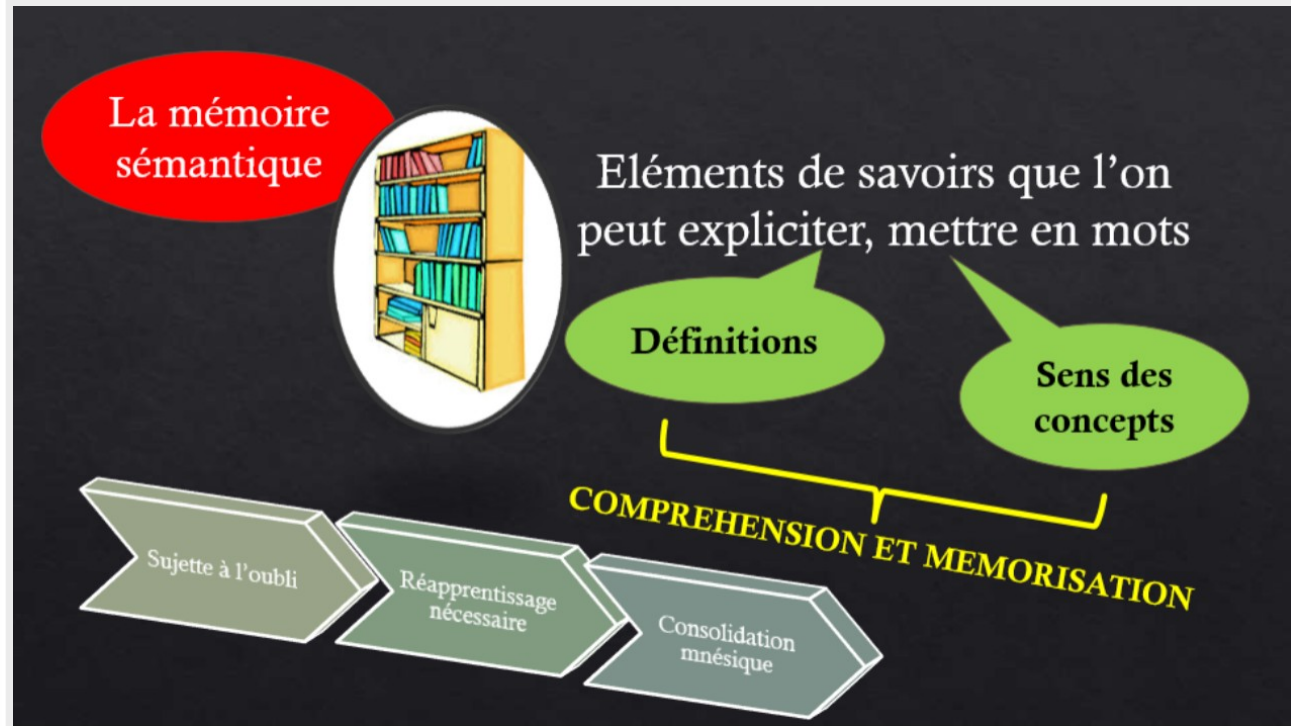 La mémoire
sémantique
Eléments de savoirs que l’on
peut expliciter, mettre en mots
Définitions
Sens des
concepts
COMPREHENSION ET MEMORISATION
Sujette à l’oubli
Réapprentissage
nécessaire
Consolidation
mnésique